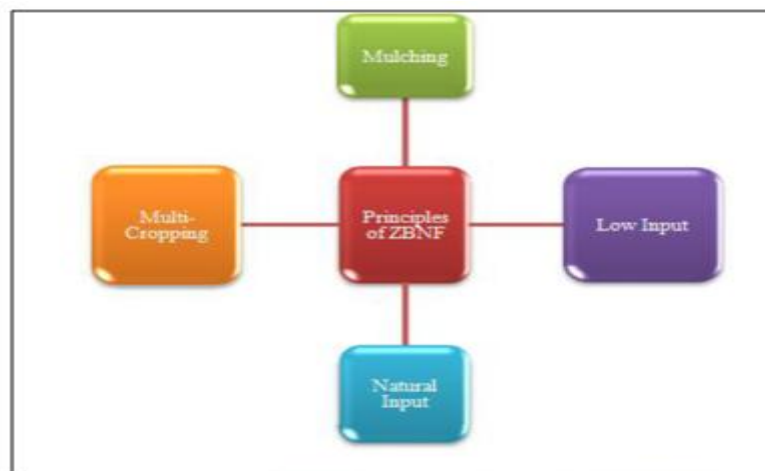 Mulching
Multi-
Cropping
Principles
of ZBNF
Low Input
Natural
Input